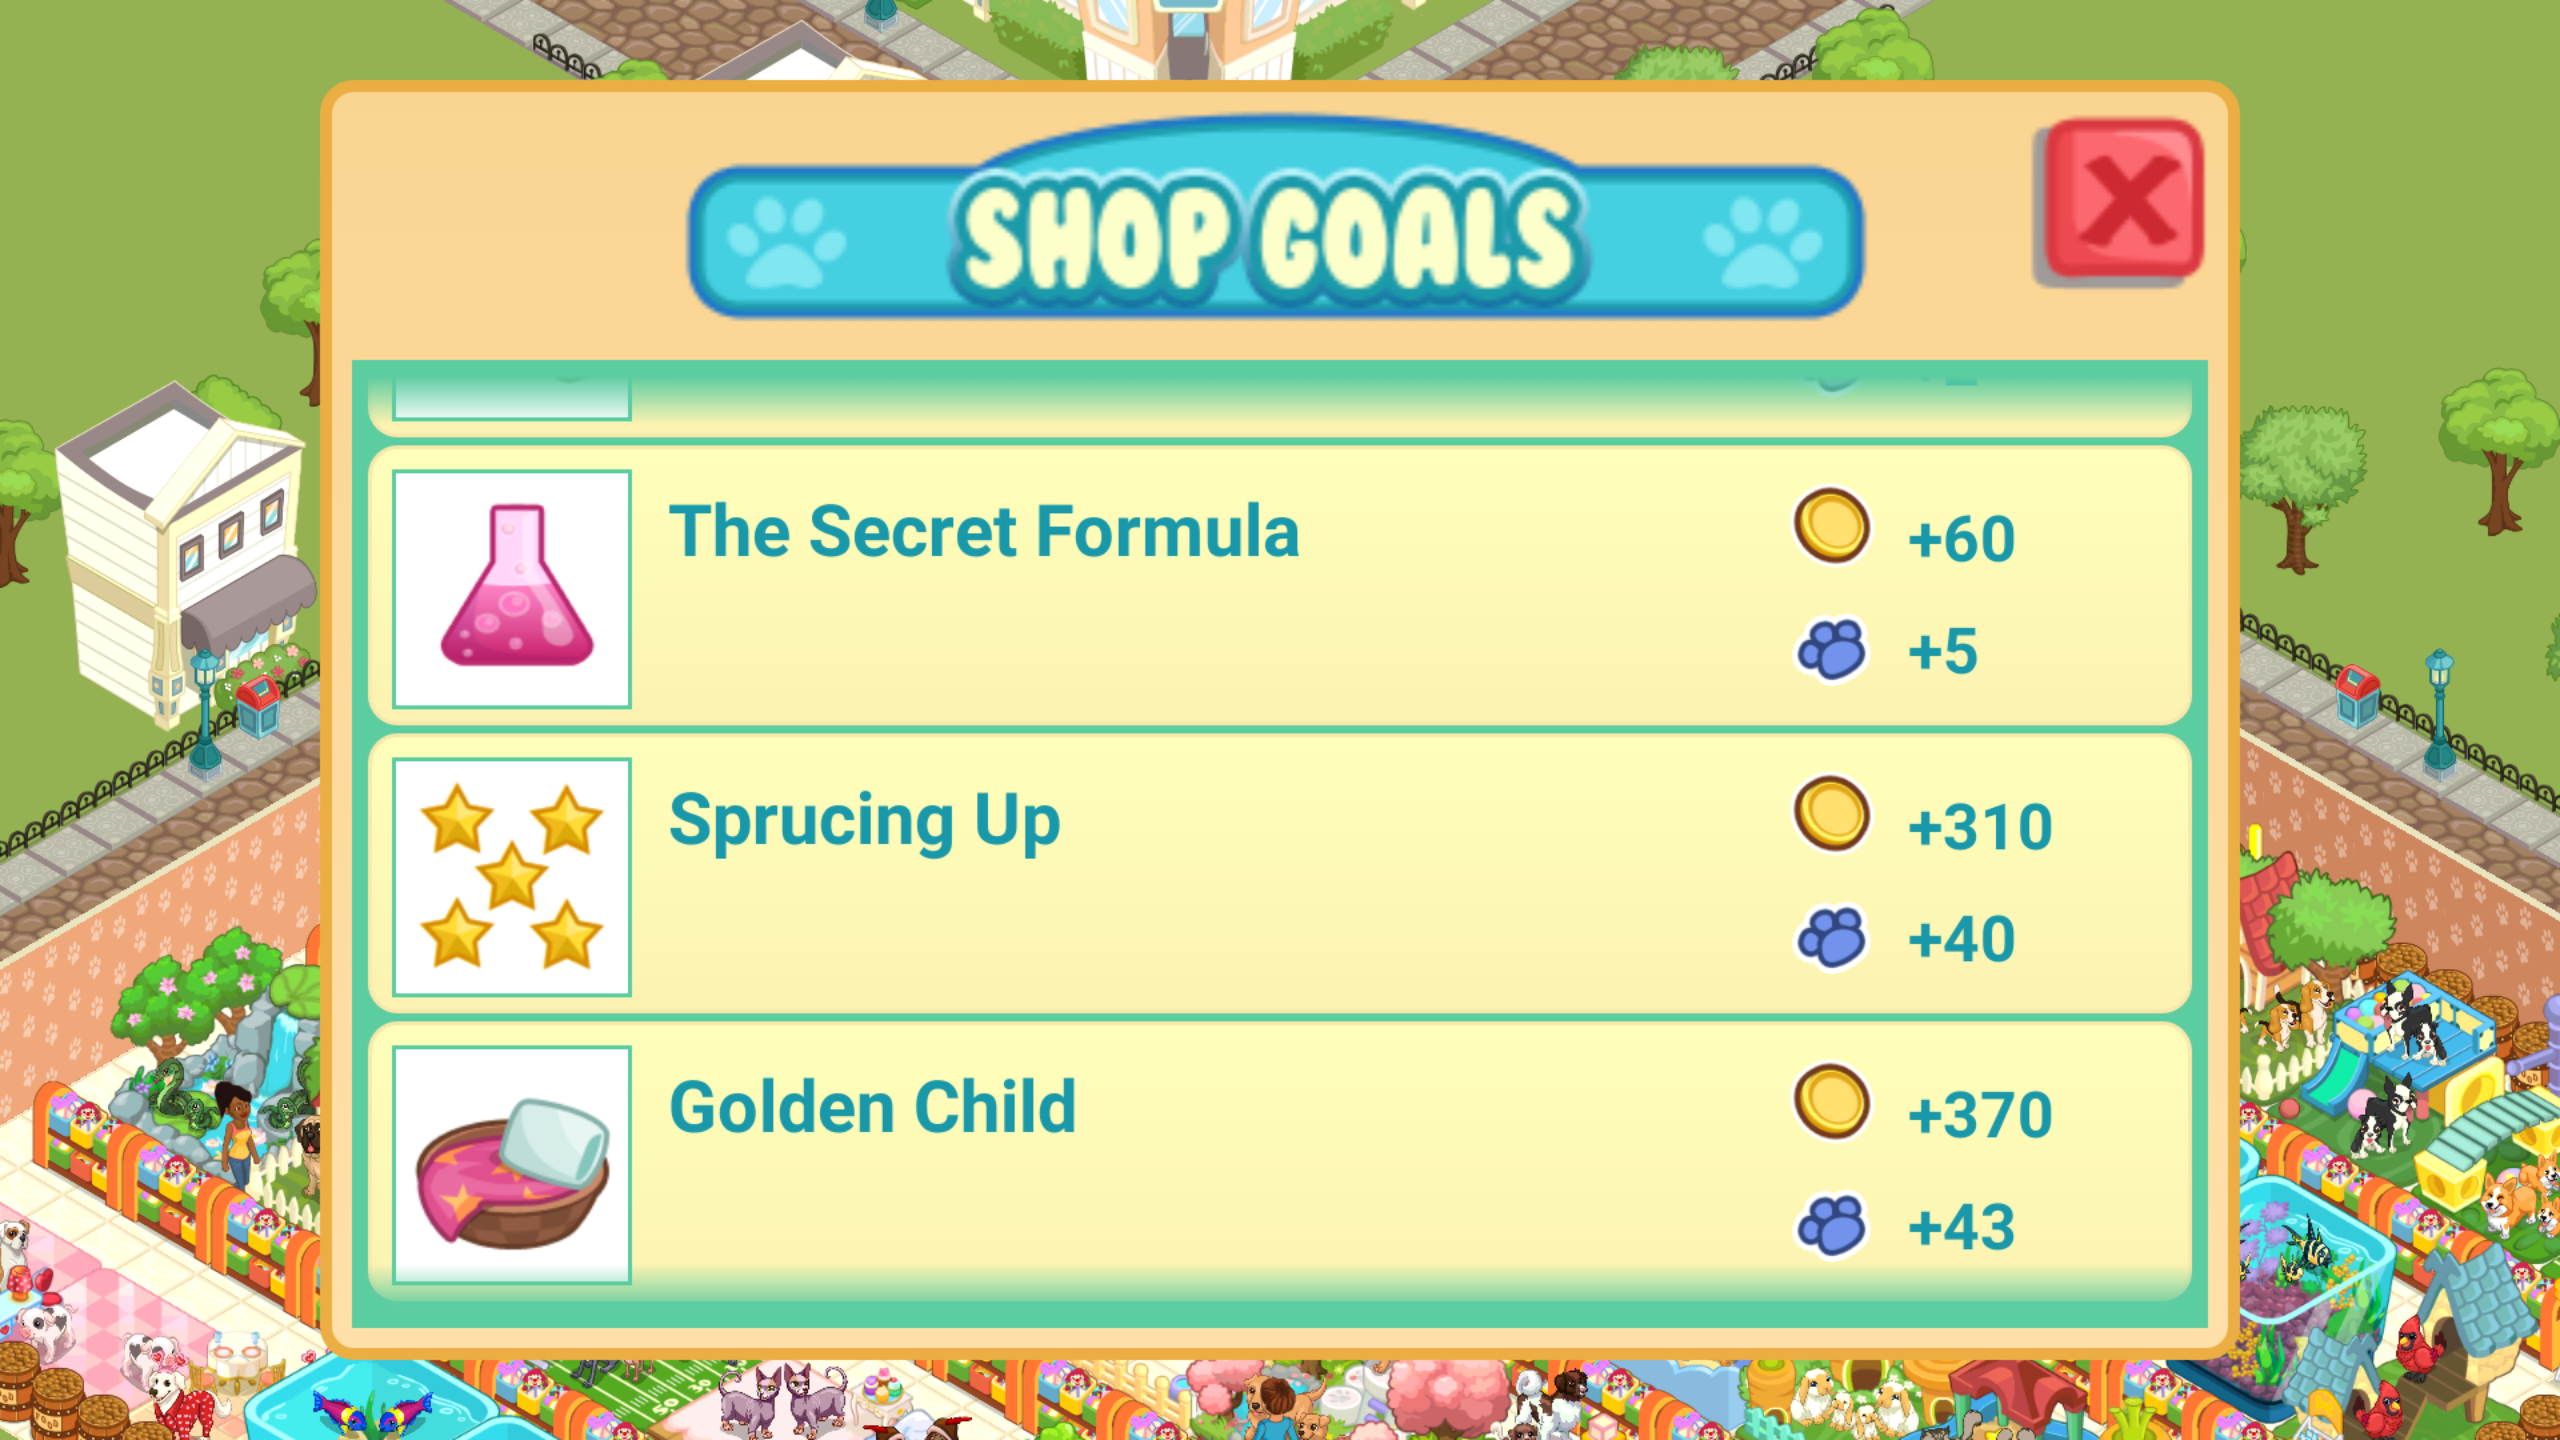 SHOP GOALS
The Secret Formula
+60
+5
Sprucing Up
+310
+40
Golden Child
+370
+43